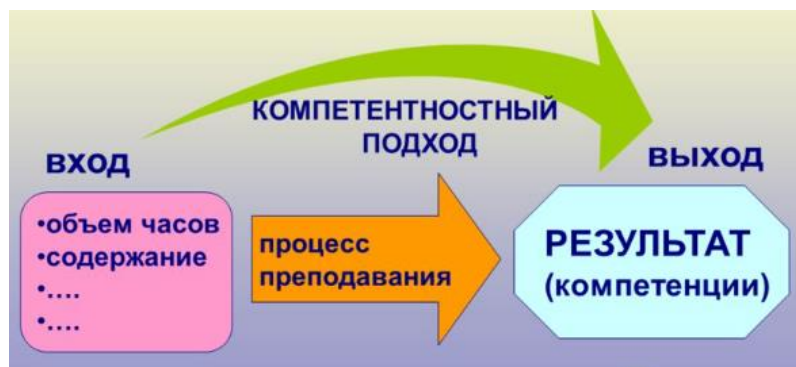 КОМПЕТЕНТНОСТНЫЙ
ПОДХОД
вход
выход
•объем часов
•содержание
•....
•....
процесс
преподавания
РЕЗУЛЬТАТ
(компетенции)